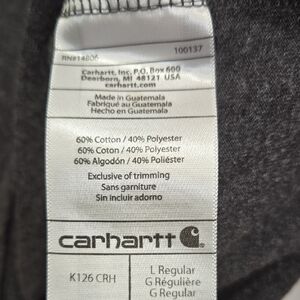 RN#14806 100137
Carhartt, Inc. P.O. Box 600
Dearborn, MI 48121 USA
carhartt.com
Made in Guatemala
Fabriqué au Guatemala
Hecho en Guatemala
60% Cotton / 40% Polyester
60% Coton / 40% Polyester
60% Algodón / 40% Poliéster
Exclusive of trimming
Sans garniture
Sin incluir adorno
carhartt
K126 CRH
L Regular
G Régulière
G Regular